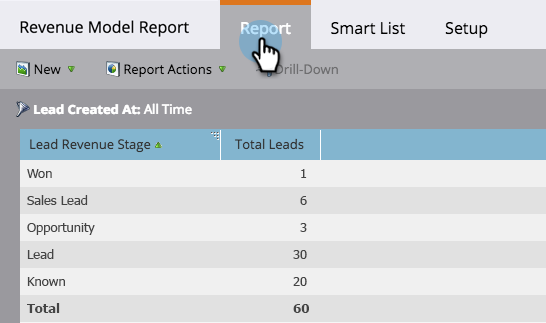 Revenue Model Report Report Smart List Setup
New Report Actions Drill-Down
Lead Created At: All Time
Lead Revenue Stage Total Leads
Won 1
Sales Lead 6
Opportunity 3
Lead 30
Known 20
Total 60